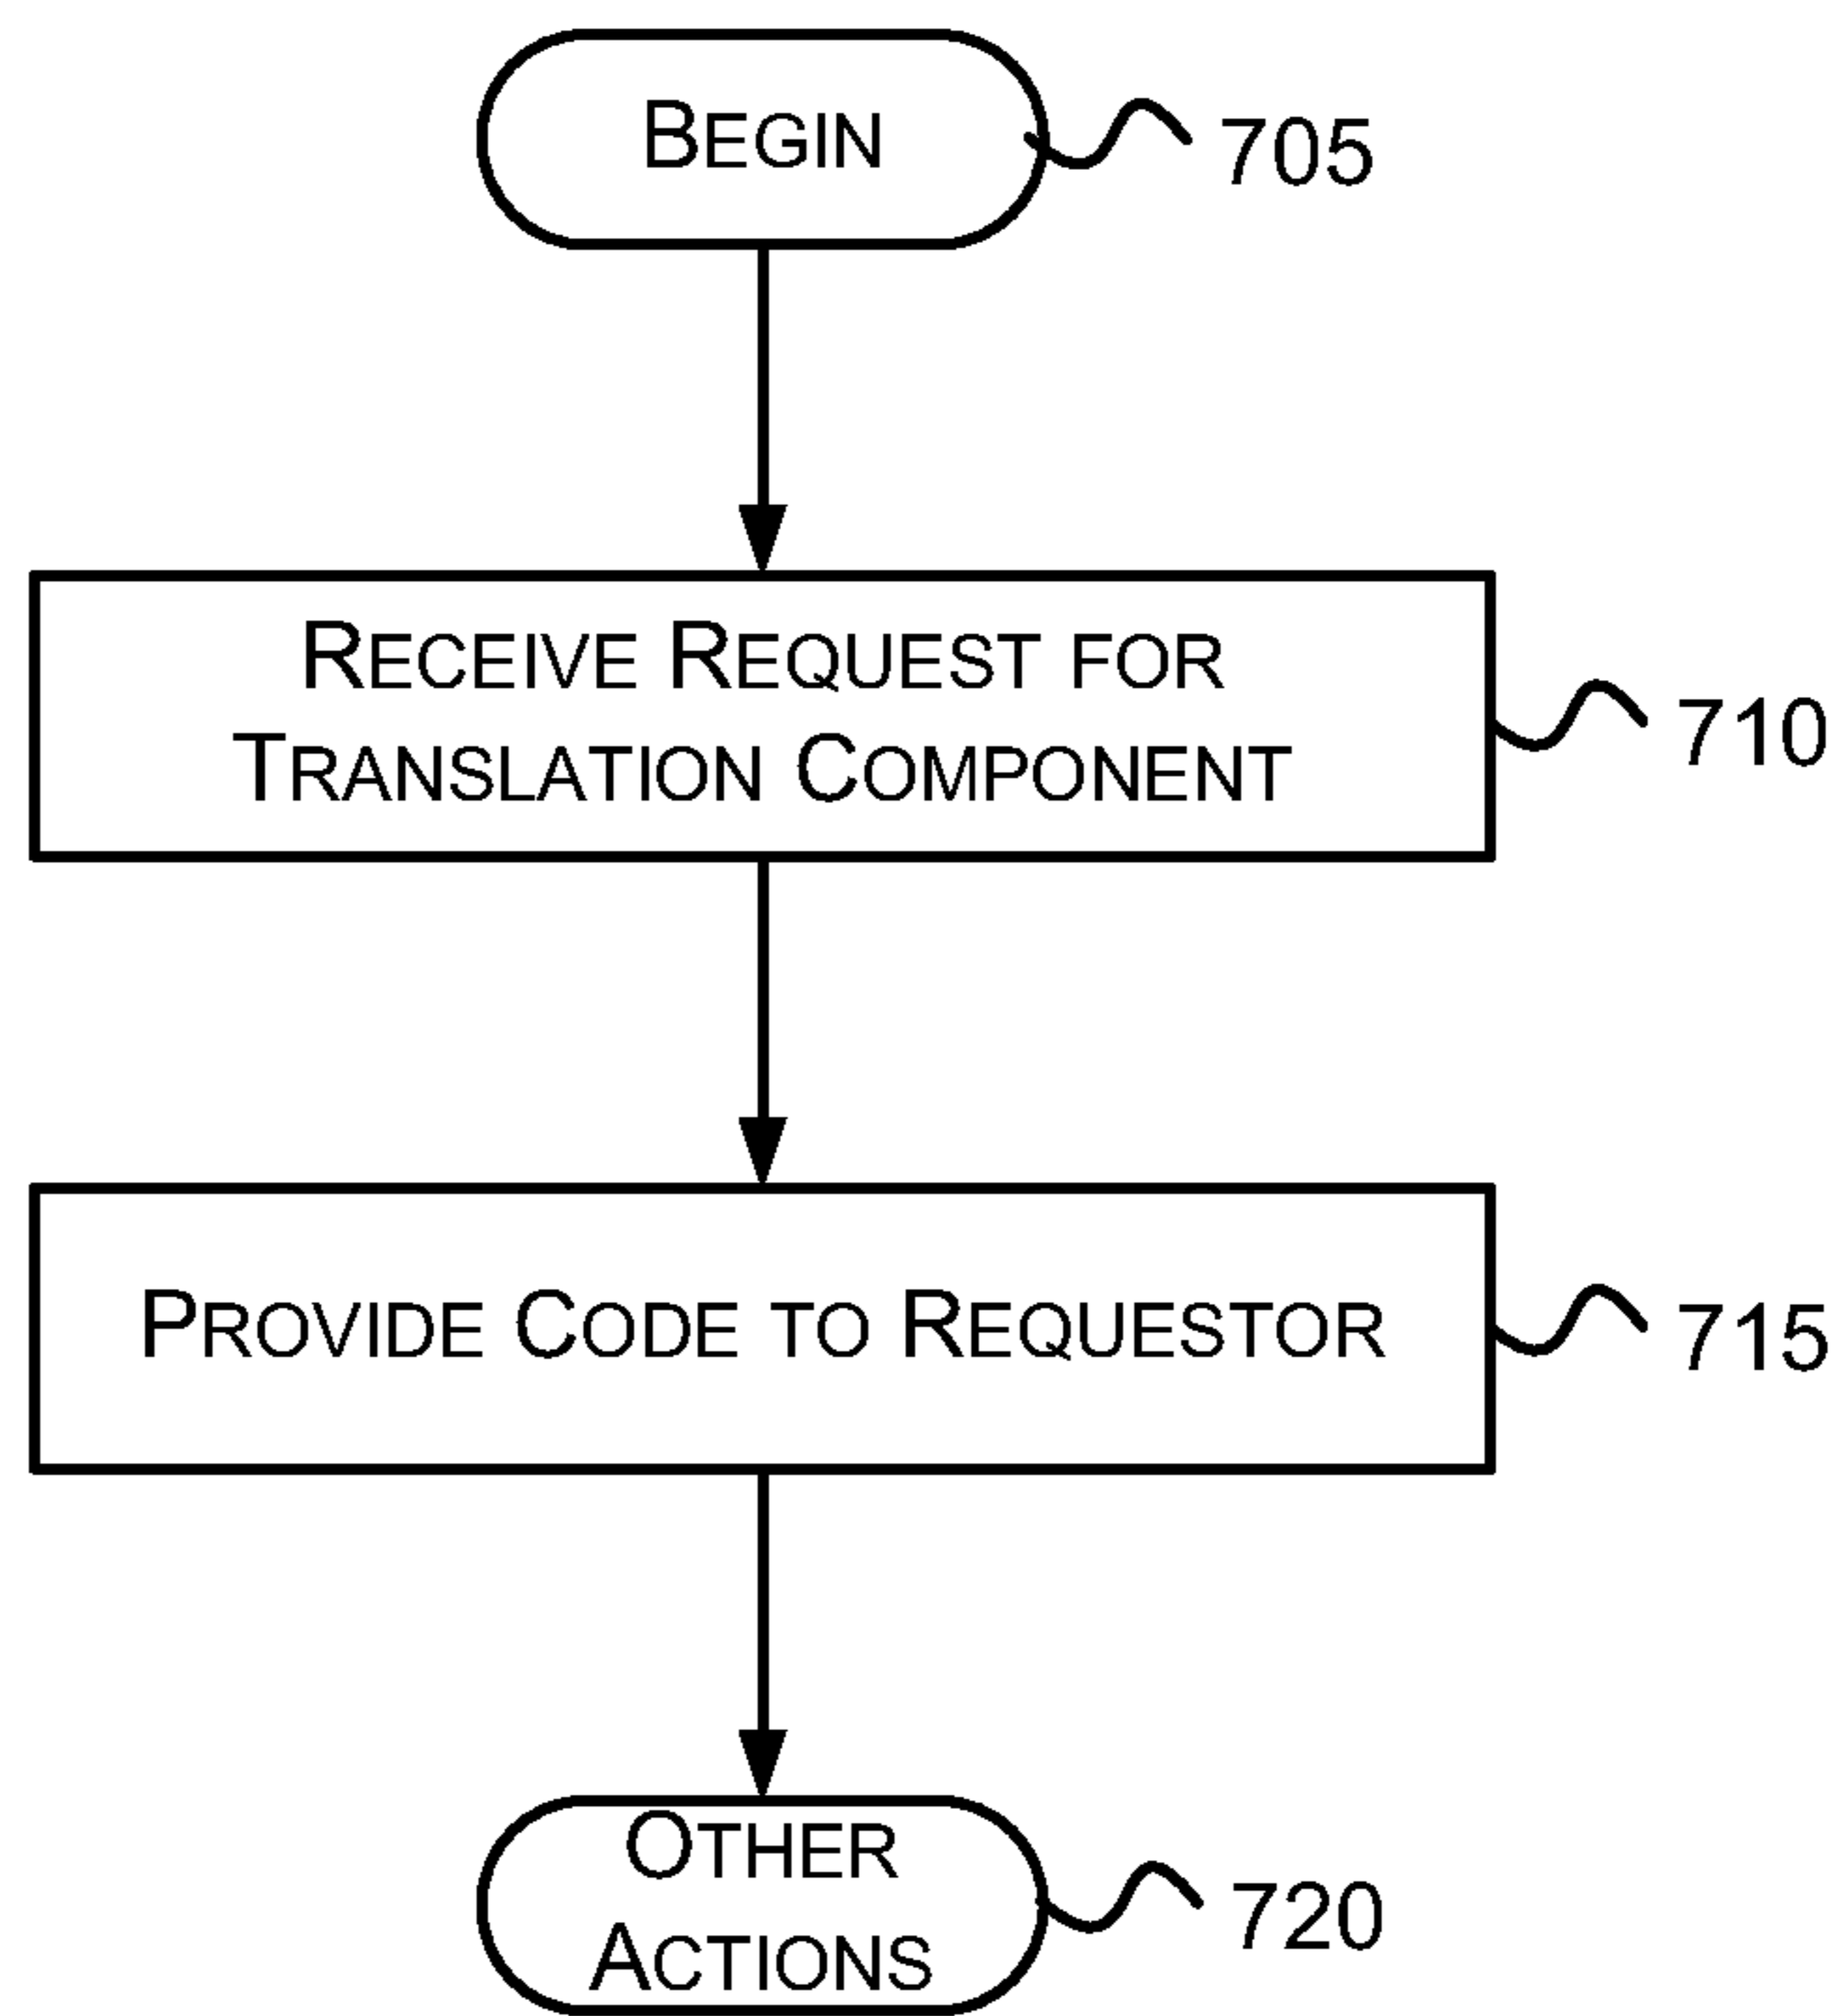 BEGIN
705
RECEIVE REQUEST FOR
TRANSLATION COMPONENT
710
PROVIDE CODE TO REQUESTOR
715
OTHER
ACTIONS
720